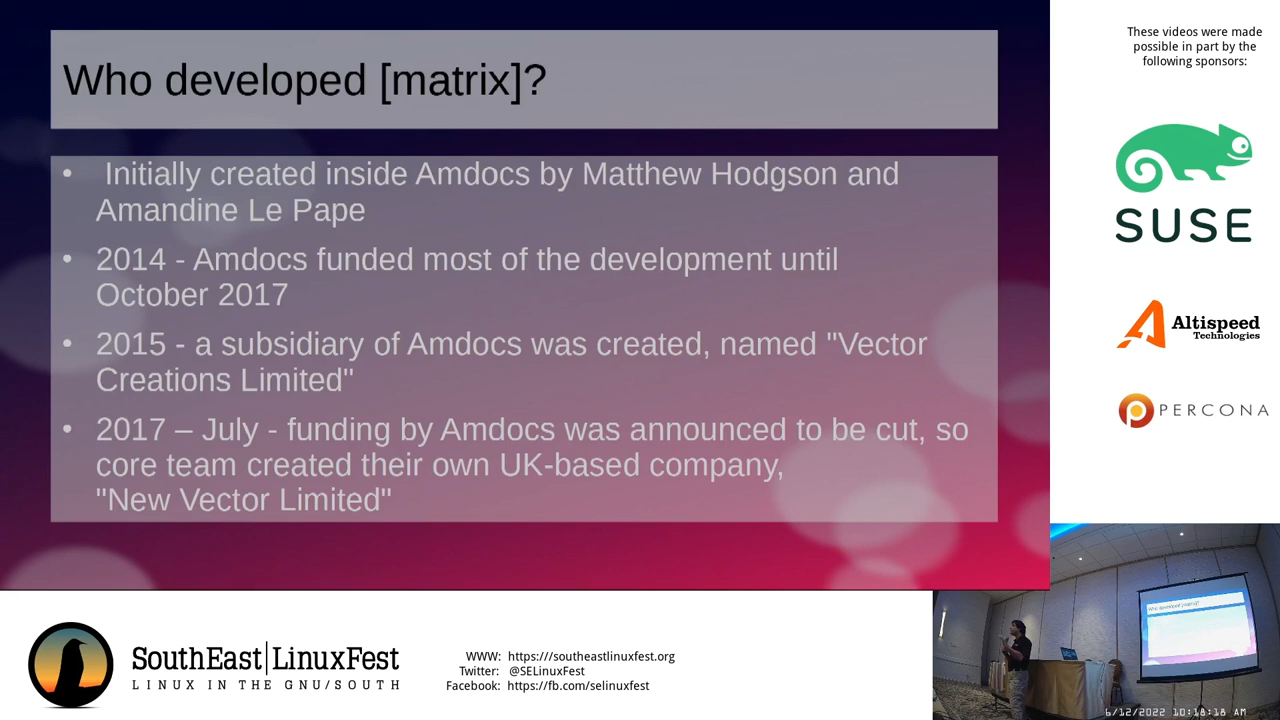 Who developed [matrix]?
• Initially created inside Amdocs by Matthew Hodgson and
Amandine Le Pape
• 2014 - Amdocs funded most of the development until
October 2017
• 2015 - a subsidiary of Amdocs was created, named "Vector
Creations Limited"
• 2017 – July - funding by Amdocs was announced to be cut, so
core team created their own UK-based company,
"New Vector Limited"
These videos were made
possible in part by the
following sponsors:
SUSE
Altispeed
Technologies
PERCONA
SouthEast|LinuxFest
LINUX IN THE GNU/SOUTH
WWW: https:///southeastlinuxfest.org
Twitter: @SELinuxFest
Facebook: https://fb.com/selinuxfest
Who developed [matrix]?
6/12/2022 10:18:18 AM